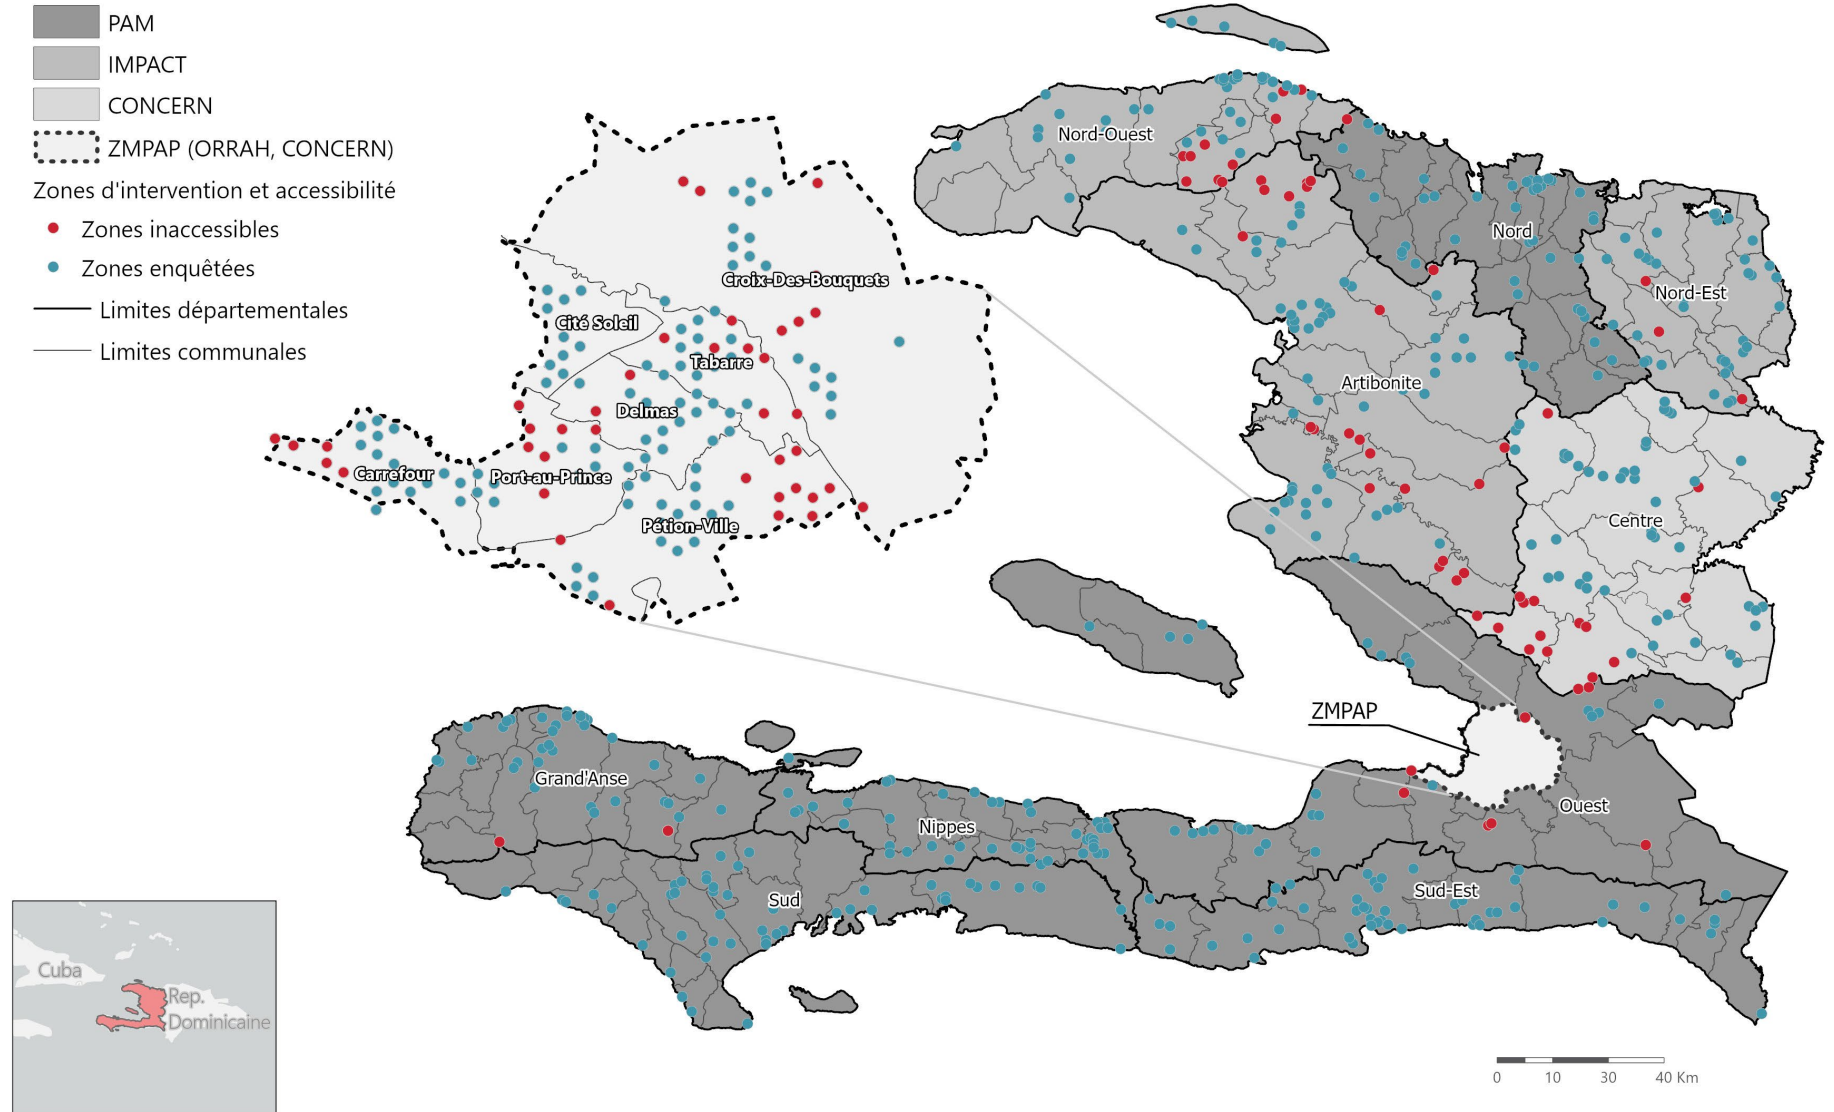 PAM
IMPACT
CONCERN
ZMPAP (ORRAH, CONCERN)
Zones d'intervention et accessibilité
Zones inaccessibles
Zones enquêtées
Limites départementales
Limites communales
Croix-Des-Bouquets
Cité Soleil
Tabarre
Delmas
Carrefour
Port-au-Prince
Pétion-Ville
Nord-Ouest
Nord
Nord-Est
Artibonite
Centre
ZMPAP
Ouest
Grand'Anse
Nippes
Sud
Sud-Est
Cuba
Rep.
Dominicaine
0 10 30 40 Km